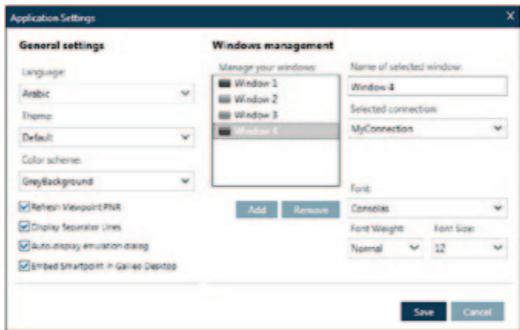 Application Settings X
General settings
Language:
Arabic
Theme:
Default
Color scheme:
GreyBackground
Refresh Viewpoint PNR
Display Separator Lines
Auto-display emulation dialog
Embed Smartpoint in Galileo Desktop
Windows management
Manage your windows:
Window 1
Window 2
Window 3
Window 4
Add Remove
Name of selected window:
Window 4
Selected connection:
MyConnection
Font:
Consolas
Font Weight: Font Size:
Normal 12
Save Cancel